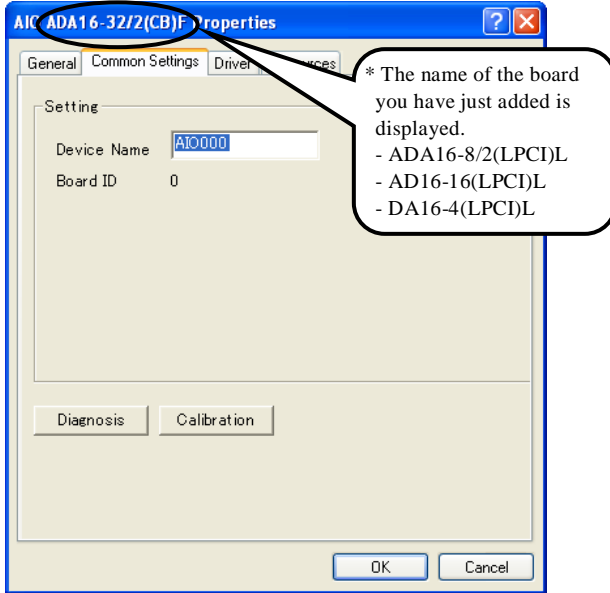 AIO ADA16-32/2(CB)F Properties
General
Common Settings
Driver
* The name of the board
you have just added is
displayed.
- ADA16-8/2(LPCI)L
- AD16-16(LPCI)L
- DA16-4(LPCI)L
Setting
Device Name
AIO000
Board ID
0
Diagnosis
Calibration
OK
Cancel